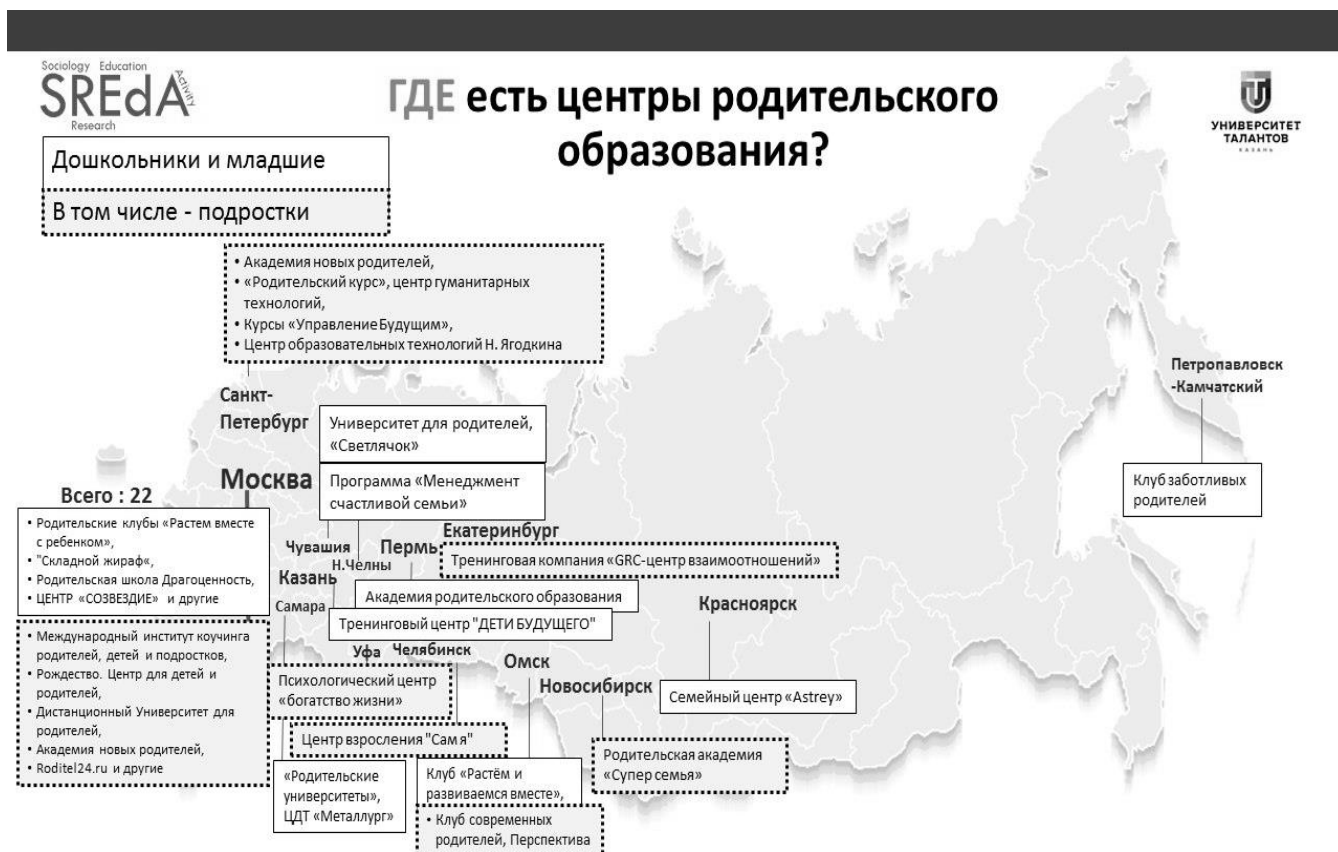 Sociology Education
SREdA
Activity
Research
ГДЕ есть центры родительского
образования?
УНИВЕРСИТЕТ
ТАЛАНТОВ
КАЗАНЬ
Дошкольники и младшие
В том числе - подростки
• Академия новых родителей,
• «Родительский курс», центр гуманитарных
технологий,
• Курсы «Управление Будущим»,
• Центр образовательных технологий Н. Ягодкина
Санкт-
Петербург
Университет для родителей,
«Светлячок»
Москва
Программа «Менеджмент
счастливой семьи»
Петропавловск
-Камчатский
Клуб заботливых
родителей
Всего : 22
• Родительские клубы «Растем вместе
с ребенком»,
• "Складной жираф",
• Родительская школа Драгоценность,
• ЦЕНТР «СОЗВЕЗДИЕ» и другие
• Международный институт коучинга
родителей, детей и подростков,
• Рождество. Центр для детей и
родителей,
• Дистанционный Университет для
родителей,
• Академия новых родителей,
• Roditel24.ru и другие
Чувашия
Н.Челны
Пермь
Екатеринбург
Тренинговая компания «GRC-центр взаимоотношений»
Казань
Самара
Академия родительского образования
Тренинговый центр "ДЕТИ БУДУЩЕГО"
Красноярск
Уфа
Челябинск
Омск
Новосибирск
Психологический центр
«богатство жизни»
Семейный центр «Astrey»
Центр взросления "Сам я"
Родительская академия
«Супер семья»
«Родительские
университеты»,
ЦДТ «Металлург»
Клуб «Растём и
развиваемся вместе»,
• Клуб современных
родителей, Перспектива